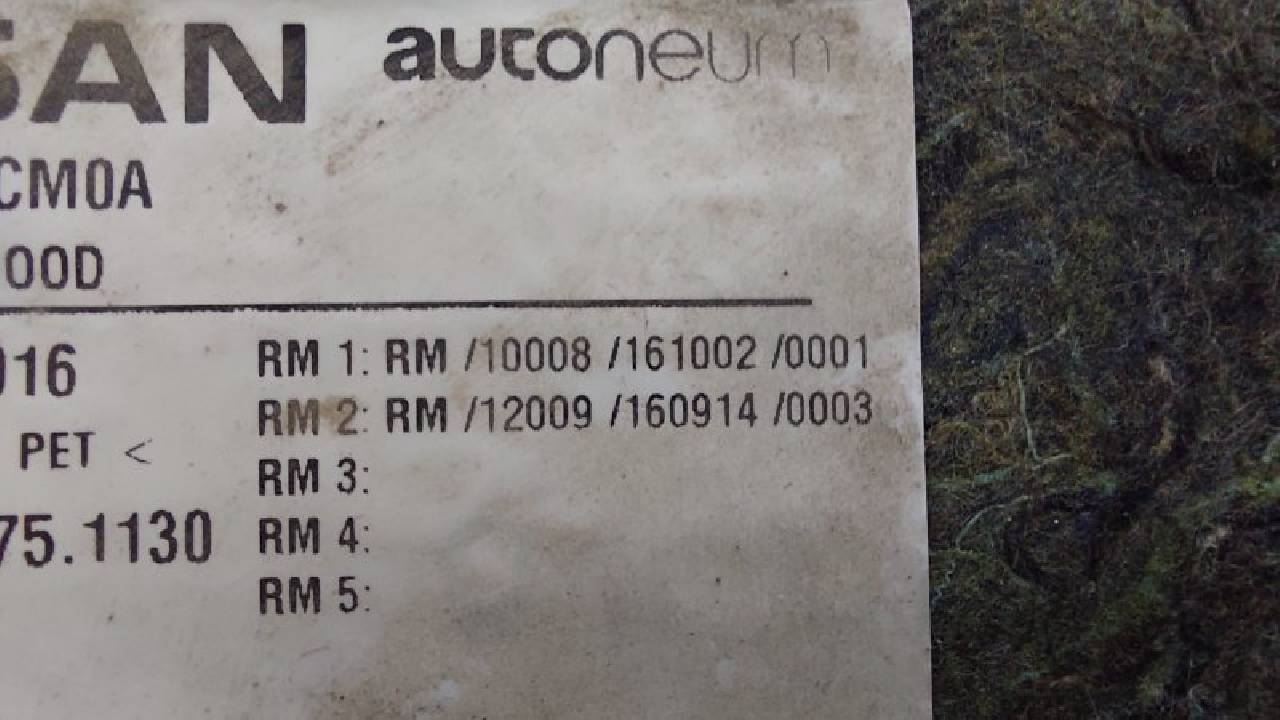 SAN autoneum
CM0A
00D
016 RM 1: RM /10008 /161002 /0001
RM 2: RM /12009 /160914 /0003
PET <
RM 3:
75.1130 RM 4:
RM 5: